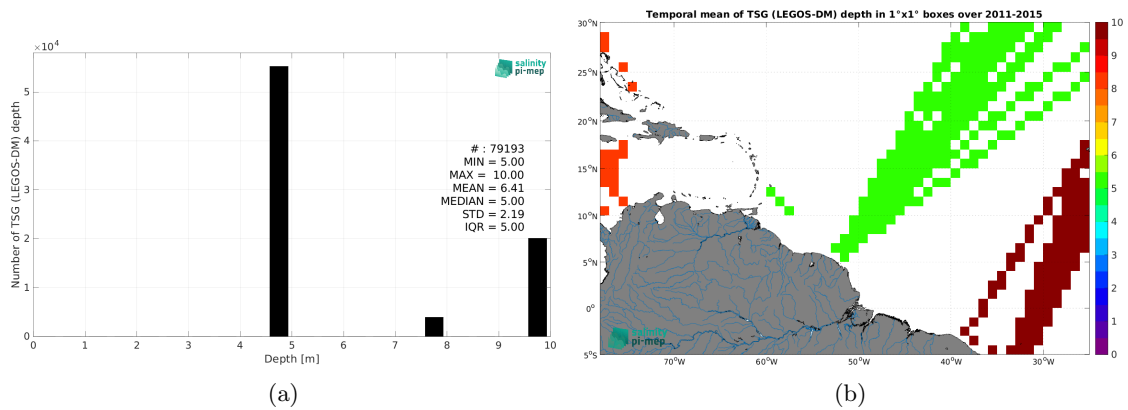 ×10⁴
5
4
3
2
1
0
Number of TSG (LEGOS-DM) depth
salinity
pi-mep
# : 79193
MIN = 5.00
MAX = 10.00
MEAN = 6.41
MEDIAN = 5.00
STD = 2.19
IQR = 5.00
0 1 2 3 4 5 6 7 8 9 10
Depth [m]
(a)
Temporal mean of TSG (LEGOS-DM) depth in 1°x1° boxes over 2011-2015
30°N
25°N
20°N
15°N
10°N
5°N
0°
5°S
70°W 60°W 50°W 40°W 30°W
salinity
pi-mep
10
9
8
7
6
5
4
3
2
1
0
(b)